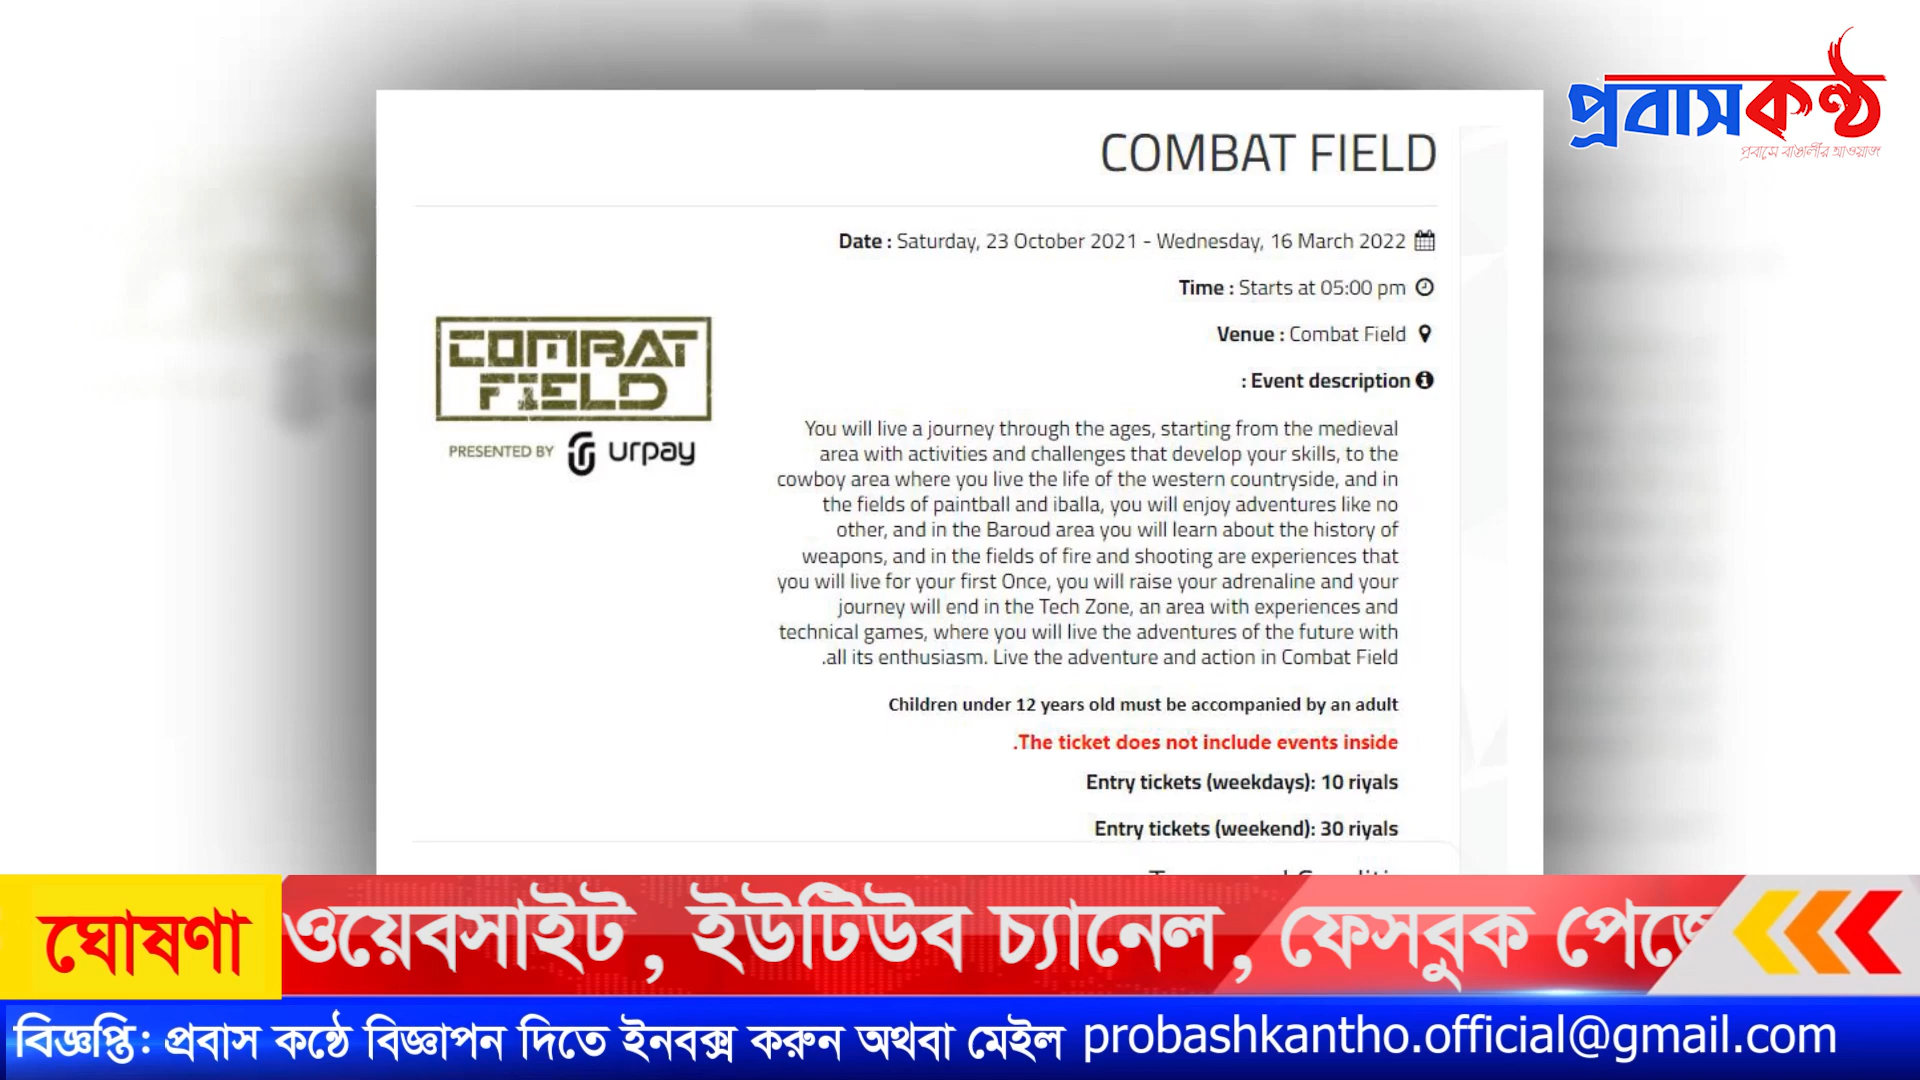 প্রবাসকণ্ঠ
প্রবাসে বাঙালীর আওয়াজ
COMBAT FIELD
Date : Saturday, 23 October 2021 - Wednesday, 16 March 2022
Time : Starts at 05:00 pm
Venue : Combat Field
: Event description
COMBAT
FIELD
PRESENTED BY urpay
You will live a journey through the ages, starting from the medieval
area with activities and challenges that develop your skills, to the
cowboy area where you live the life of the western countryside, and in
the fields of paintball and iballa, you will enjoy adventures like no
other, and in the Baroud area you will learn about the history of
weapons, and in the fields of fire and shooting are experiences that
you will live for your first Once, you will raise your adrenaline and your
journey will end in the Tech Zone, an area with experiences and
technical games, where you will live the adventures of the future with
.all its enthusiasm. Live the adventure and action in Combat Field
Children under 12 years old must be accompanied by an adult
.The ticket does not include events inside
Entry tickets (weekdays): 10 riyals
Entry tickets (weekend): 30 riyals
ঘোষণা ওয়েবসাইট, ইউটিউব চ্যানেল, ফেসবুক পেজে
বিজ্ঞপ্তি: প্রবাস কন্ঠে বিজ্ঞাপন দিতে ইনবক্স করুন অথবা মেইল probashkantho.official@gmail.com